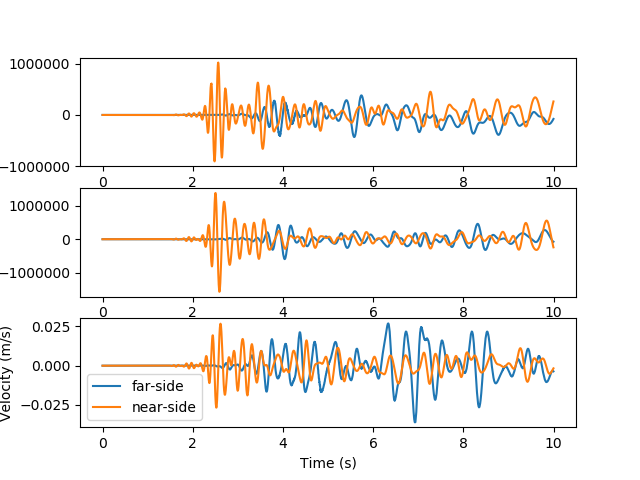 1000000
0
−1000000
0 2 4 6 8 10
1000000
0
−1000000
0 2 4 6 8 10
Velocity (m/s)
0.025
0.000
−0.025
far-side
near-side
0 2 4 6 8 10
Time (s)